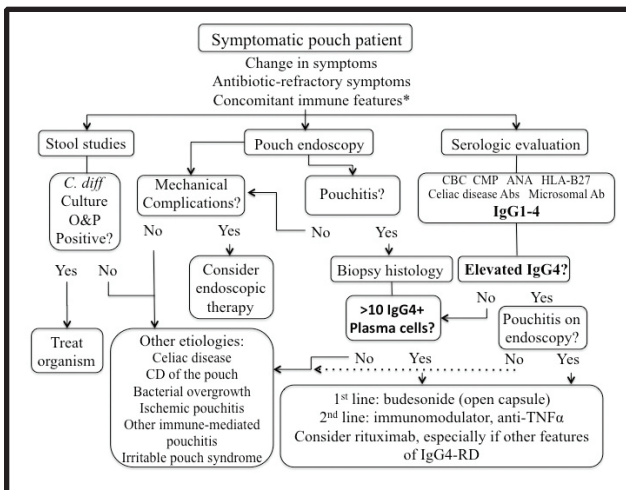 Symptomatic pouch patient
Change in symptoms
Antibiotic-refractory symptoms
Concomitant immune features*
Stool studies
Pouch endoscopy
Serologic evaluation
C. diff
Culture
O&P
Positive?
Mechanical
Complications?
Pouchitis?
CBC CMP ANA HLA-B27
Celiac disease Abs Microsomal Ab
IgG1-4
No
Yes
No
Yes
No
Consider
endoscopic
therapy
Biopsy histology
Elevated IgG4?
No
Yes
>10 IgG4+
Plasma cells?
Pouchitis on
endoscopy?
Treat
organism
Other etiologies:
Celiac disease
CD of the pouch
Bacterial overgrowth
Ischemic pouchitis
Other immune-mediated
pouchitis
Irritable pouch syndrome
No
Yes
No
Yes
1st line: budesonide (open capsule)
2nd line: immunomodulator, anti-TNFα
Consider rituximab, especially if other features
of IgG4-RD